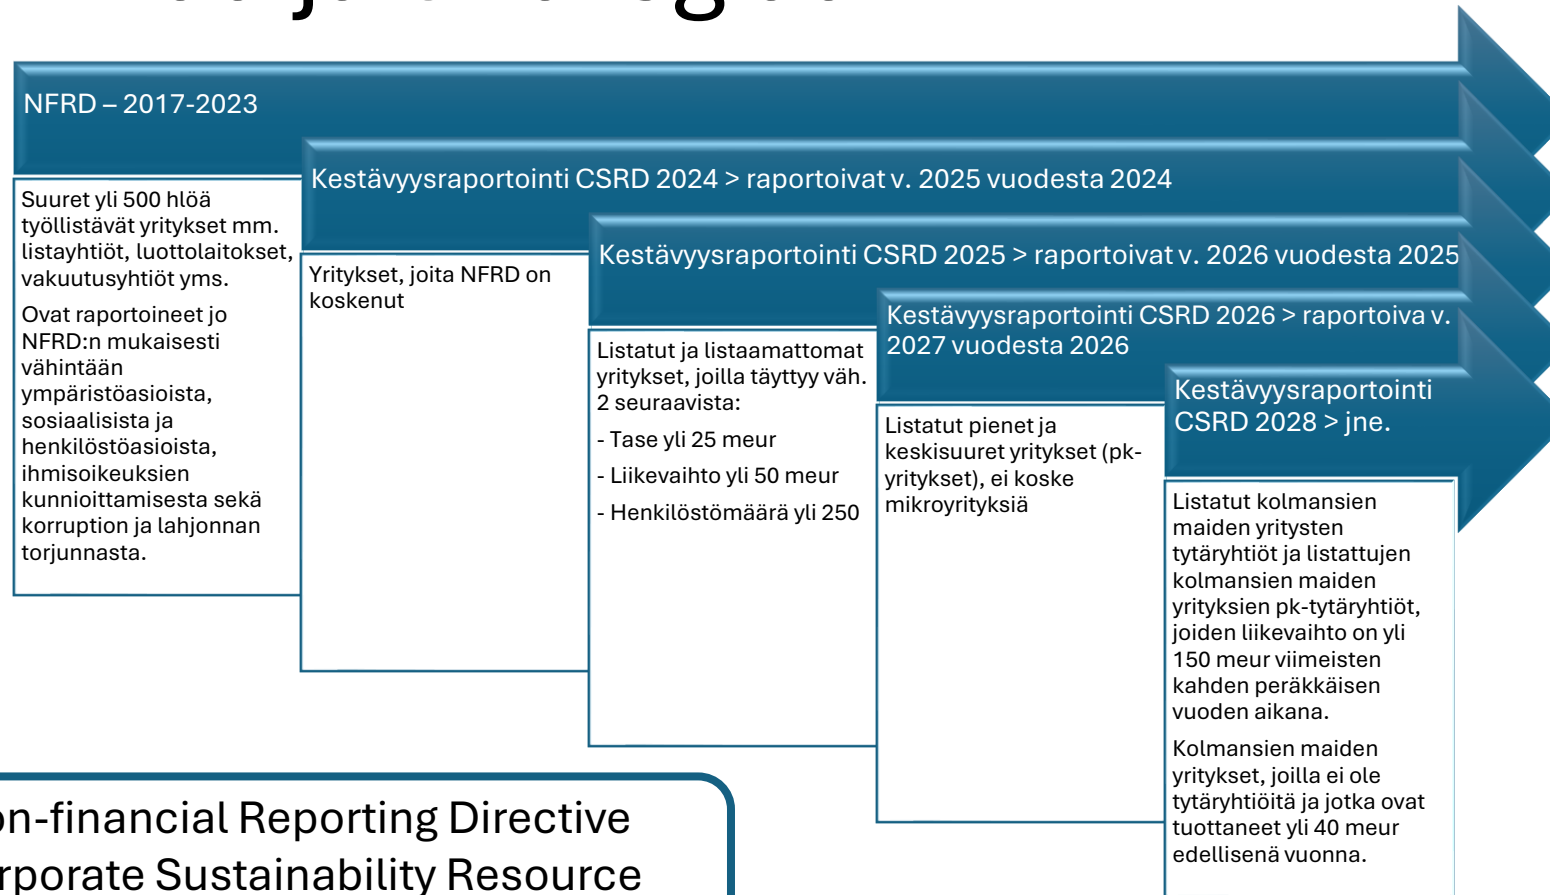 NFRD – 2017-2023
Suuret yli 500 hlöä
työllistävät yritykset mm.
listayhtiöt, luottolaitokset,
vakuutusyhtiöt yms.
Ovat raportoineet jo
NFRD:n mukaisesti
vähintään
ympäristöasioista,
sosiaalisista ja
henkilöstöasioista,
ihmisoikeuksien
kunnioittamisesta sekä
korruption ja lahjonnan
torjunnasta.
Kestävyysraportointi CSRD 2024 > raportoivat v. 2025 vuodesta 2024
Yritykset, joita NFRD on
koskenut
Kestävyysraportointi CSRD 2025 > raportoivat v. 2026 vuodesta 2025
Listatut ja listaamattomat
yritykset, joilla täyttyy väh.
2 seuraavista:
- Tase yli 25 meur
- Liikevaihto yli 50 meur
- Henkilöstömäärä yli 250
Kestävyysraportointi CSRD 2026 > raportoiva v.
2027 vuodesta 2026
Listatut pienet ja
keskisuuret yritykset (pk-
yritykset), ei koske
mikroyrityksiä
Kestävyysraportointi
CSRD 2028 > jne.
Listatut kolmansien
maiden yritysten
tytäryhtiöt ja listattujen
kolmansien maiden
yrityksien pk-tytäryhtiöt,
joiden liikevaihto on yli
150 meur viimeisten
kahden peräkkäisen
vuoden aikana.
Kolmansien maiden
yritykset, joilla ei ole
tytäryhtiöitä ja jotka ovat
tuottaneet yli 40 meur
edellisenä vuonna.
on-financial Reporting Directive
rporate Sustainability Resource